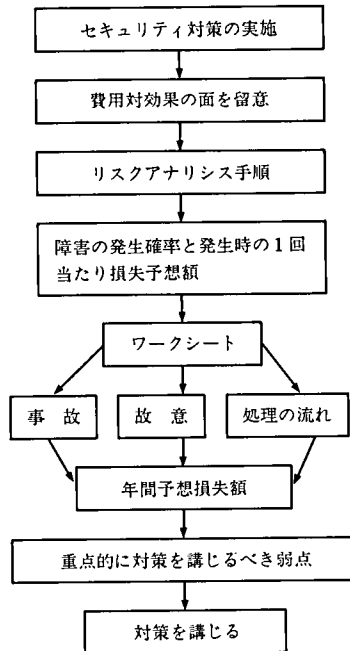 セキュリティ対策の実施
費用対効果の面を留意
リスクアナリシス手順
障害の発生確率と発生時の1回
当たり損失予想額
ワークシート
事 故
故 意
処理の流れ
年間予想損失額
重点的に対策を講じるべき弱点
対策を講じる